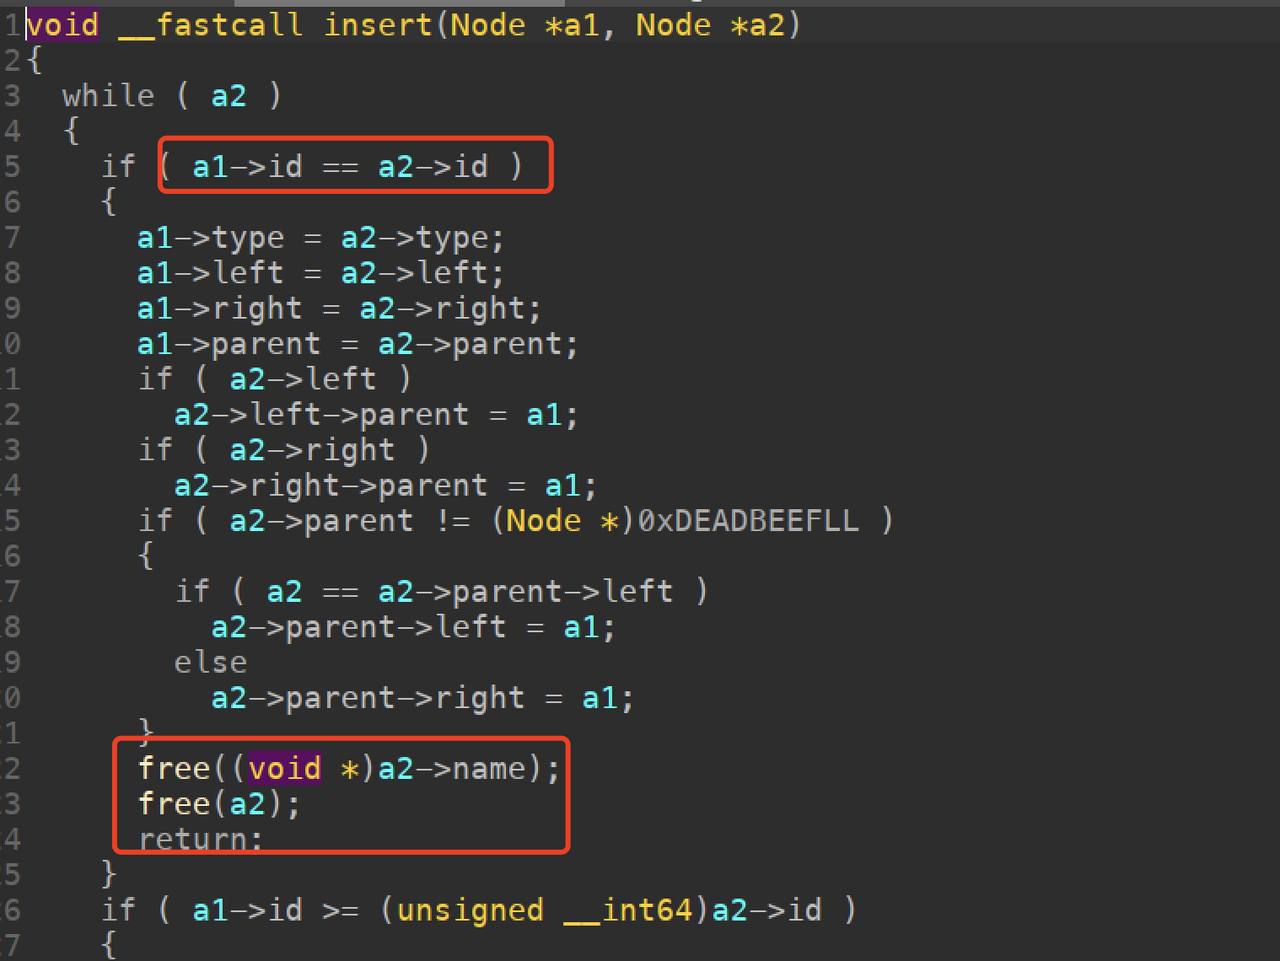 1 void __fastcall insert(Node *a1, Node *a2)
2 {
3 while ( a2 )
4 {
5 if ( a1->id == a2->id )
6 {
7 a1->type = a2->type;
8 a1->left = a2->left;
9 a1->right = a2->right;
0 a1->parent = a2->parent;
1 if ( a2->left )
2 a2->left->parent = a1;
3 if ( a2->right )
4 a2->right->parent = a1;
5 if ( a2->parent != (Node *)0xDEADBEEFLL )
6 {
7 if ( a2 == a2->parent->left )
8 a2->parent->left = a1;
9 else
0 a2->parent->right = a1;
1 }
2 free((void *)a2->name);
3 free(a2);
4 return;
5 }
6 if ( a1->id >= (unsigned __int64)a2->id )
7 {